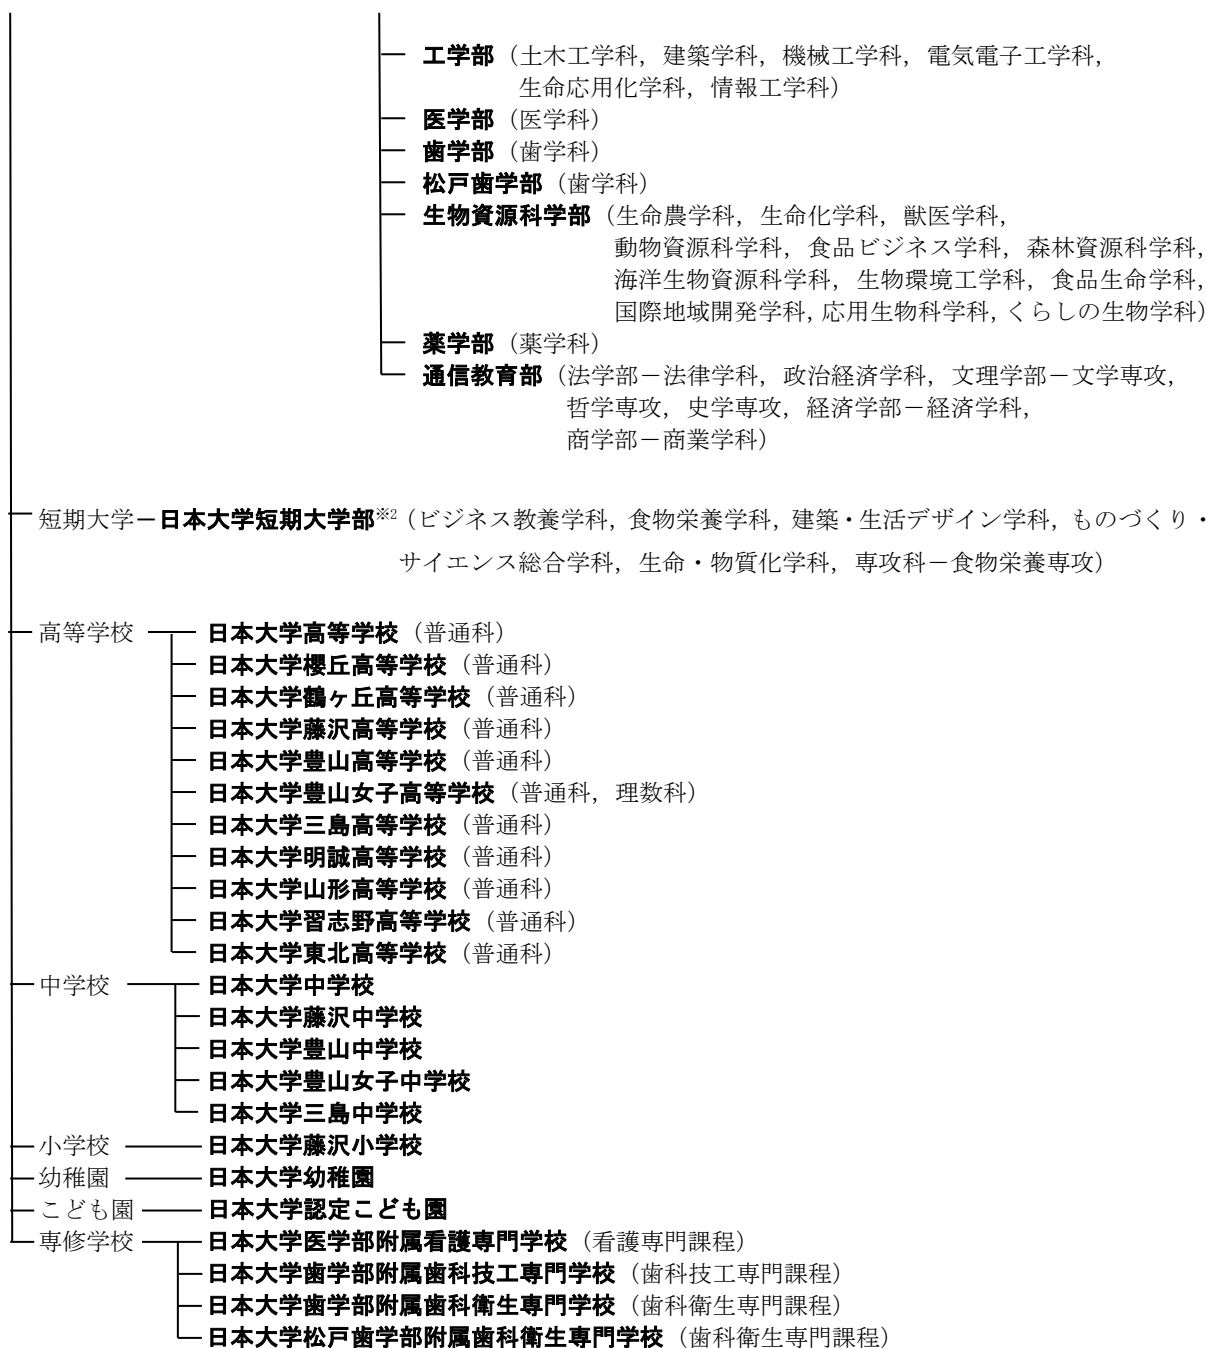 工学部（土木工学科，建築学科，機械工学科，電気電子工学科，
生命応用化学科，情報工学科）
医学部（医学科）
歯学部（歯学科）
松戸歯学部（歯学科）
生物資源科学部（生命農学科，生命化学科，獣医学科，
動物資源科学科，食品ビジネス学科，森林資源科学科，
海洋生物資源科学科，生物環境工学科，食品生命学科，
国際地域開発学科，応用生物科学科，くらしの生物学科）
薬学部（薬学科）
通信教育部（法学部－法律学科，政治経済学科，文理学部－文学専攻，
哲学専攻，史学専攻，経済学部－経済学科，
商学部－商業学科）
短期大学－日本大学短期大学部※2（ビジネス教養学科，食物栄養学科，建築・生活デザイン学科，ものづくり・
サイエンス総合学科，生命・物質化学科，専攻科－食物栄養専攻）
高等学校 日本大学高等学校（普通科）
日本大学櫻丘高等学校（普通科）
日本大学鶴ヶ丘高等学校（普通科）
日本大学藤沢高等学校（普通科）
日本大学豊山高等学校（普通科）
日本大学豊山女子高等学校（普通科，理数科）
日本大学三島高等学校（普通科）
日本大学明誠高等学校（普通科）
日本大学山形高等学校（普通科）
日本大学習志野高等学校（普通科）
日本大学東北高等学校（普通科）
中学校 日本大学中学校
日本大学藤沢中学校
日本大学豊山中学校
日本大学豊山女子中学校
日本大学三島中学校
小学校 日本大学藤沢小学校
幼稚園 日本大学幼稚園
こども園 日本大学認定こども園
専修学校 日本大学医学部附属看護専門学校（看護専門課程）
日本大学歯学部附属歯科技工専門学校（歯科技工専門課程）
日本大学歯学部附属歯科衛生専門学校（歯科衛生専門課程）
日本大学松戸歯学部附属歯科衛生専門学校（歯科衛生専門課程）